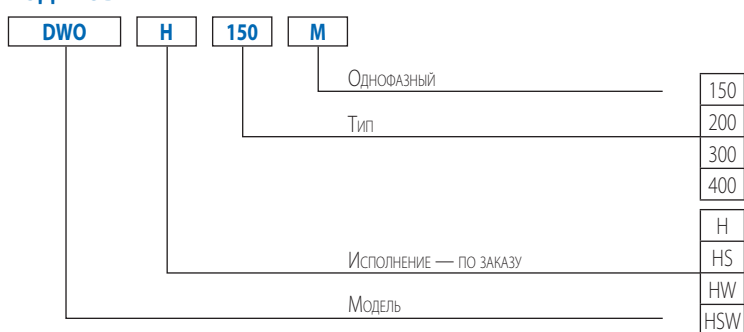 DWO H 150 M
Однофазный
150
Тип
200
300
400
H
Исполнение — по заказу
HS
HW
Модель
HSW